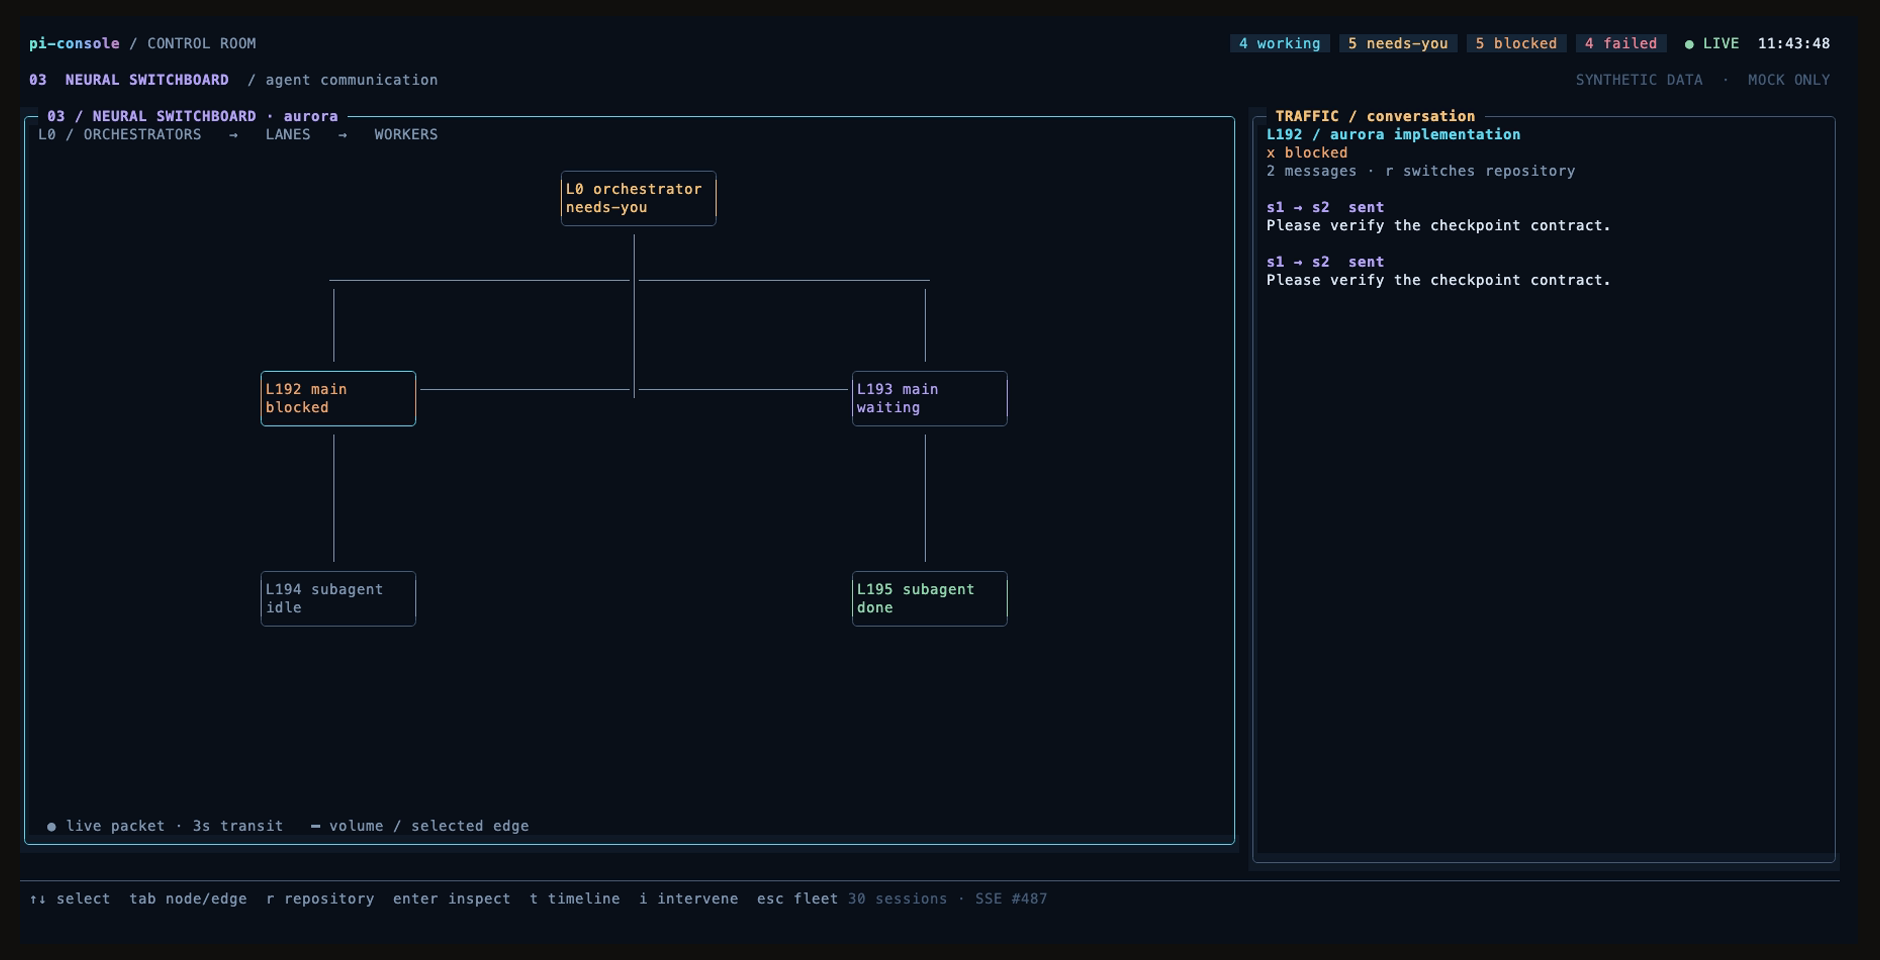 pi-console / CONTROL ROOM
4 working 5 needs-you 5 blocked 4 failed ● LIVE 11:43:48
03 NEURAL SWITCHBOARD / agent communication
SYNTHETIC DATA · MOCK ONLY
03 / NEURAL SWITCHBOARD · aurora
L0 / ORCHESTRATORS → LANES → WORKERS
L0 orchestrator
needs-you
L192 main
blocked
L193 main
waiting
L194 subagent
idle
L195 subagent
done
● live packet · 3s transit ━ volume / selected edge
TRAFFIC / conversation
L192 / aurora implementation
x blocked
2 messages · r switches repository
s1 → s2 sent
Please verify the checkpoint contract.
s1 → s2 sent
Please verify the checkpoint contract.
↑↓ select tab node/edge r repository enter inspect t timeline i intervene esc fleet 30 sessions · SSE #487